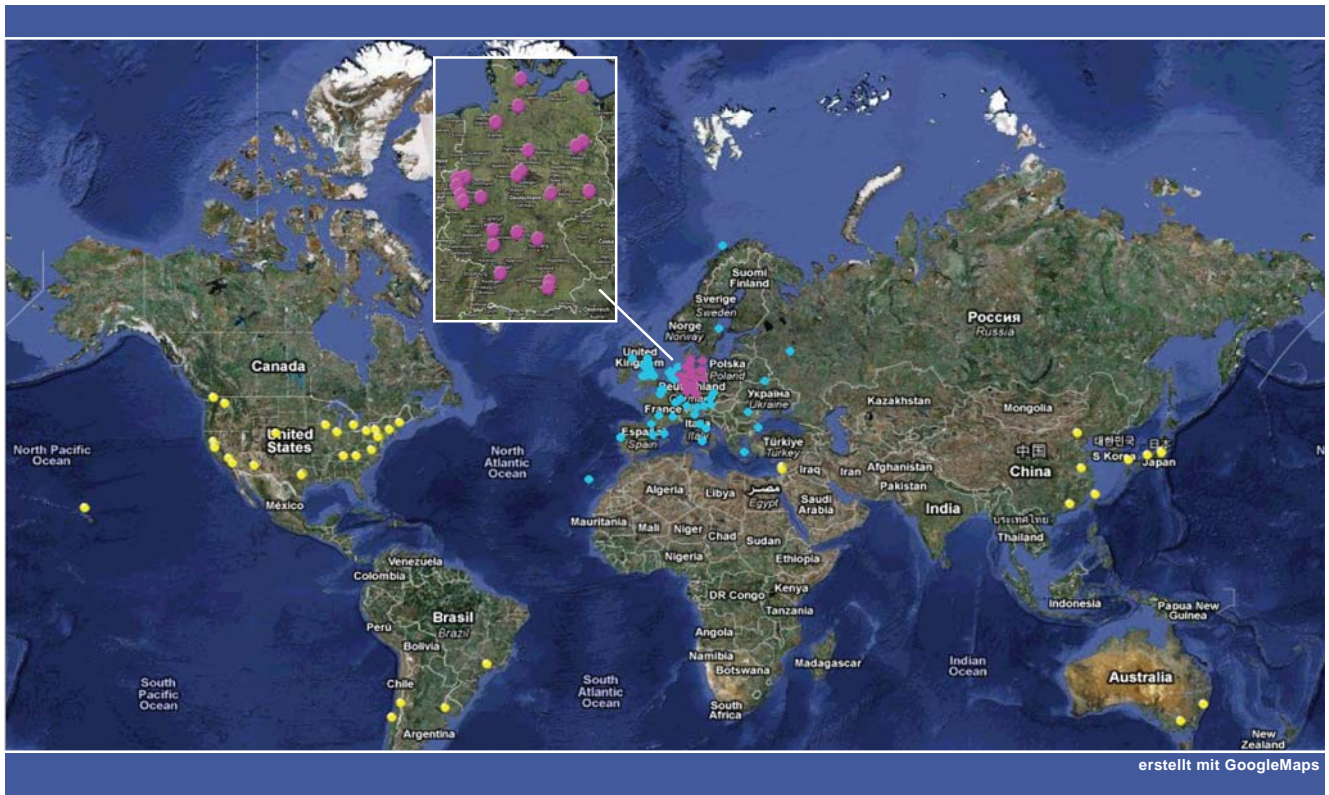 Suomi
Finland
Sverige
Sweden
Россия
Russia
Norge
Norway
United
Kingdom
Polska
Poland
Canada
Deutschland
Україна
Ukraine
Kazakhstan
Mongolia
France
United
States
Italia
Italy
España
Spain
Türkiye
Turkey
中国
China
대한민국
S Korea
日本
Japan
North Pacific
Ocean
North
Atlantic
Ocean
Iraq
Iran
Afghanistan
Pakistan
Algeria
Libya
مصر
Egypt
Saudi
Arabia
India
México
Mauritania
Mali
Niger
Chad
Sudan
ประเทศไทย
Thailand
Nigeria
Ethiopia
Venezuela
Colombia
DR Congo
Kenya
Tanzania
Indonesia
Papua New
Guinea
Brasil
Brazil
Perú
Bolivia
Angola
Namibia
Botswana
Madagascar
Indian
Ocean
Australia
South
Pacific
Ocean
Chile
South
Atlantic
Ocean
South
Africa
Argentina
New
Zealand
Deutschland
erstellt mit GoogleMaps